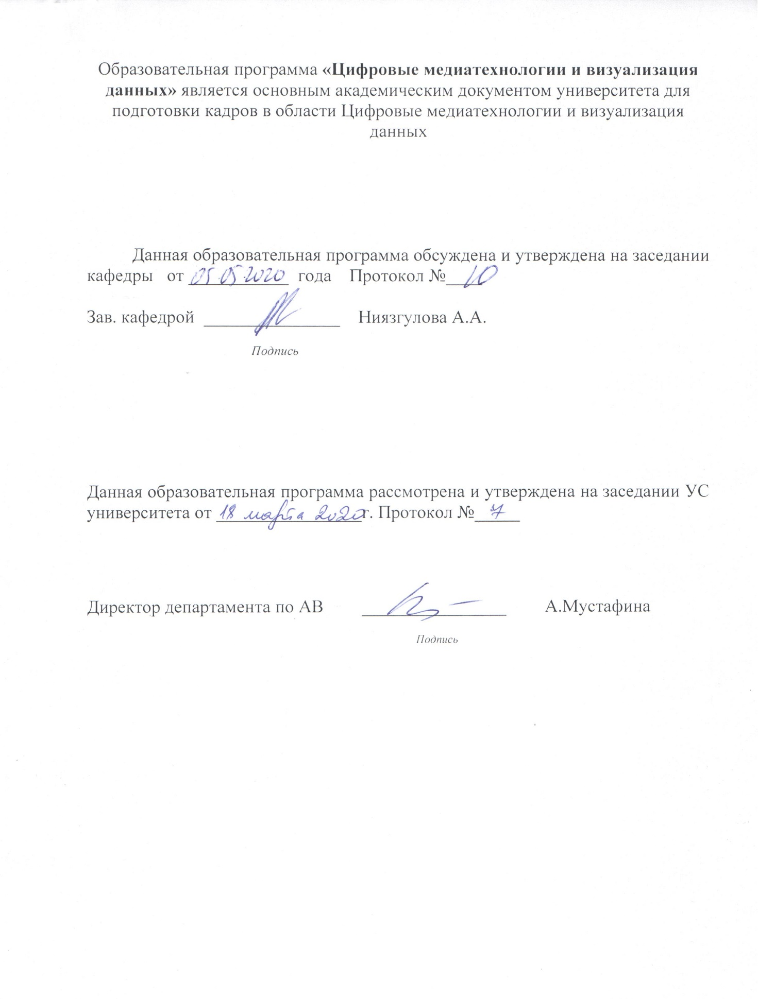 Образовательная программа «Цифровые медиатехнологии и визуализация
данных» является основным академическим документом университета для
подготовки кадров в области Цифровые медиатехнологии и визуализация
данных
Данная образовательная программа обсуждена и утверждена на заседании
кафедры от 05.05.2020 года Протокол № 10
Зав. кафедрой Ниязгулова А.А.
Подпись
Данная образовательная программа рассмотрена и утверждена на заседании УС
университета от 18 марта 2020 г. Протокол № 7
Директор департамента по АВ А.Мустафина
Подпись